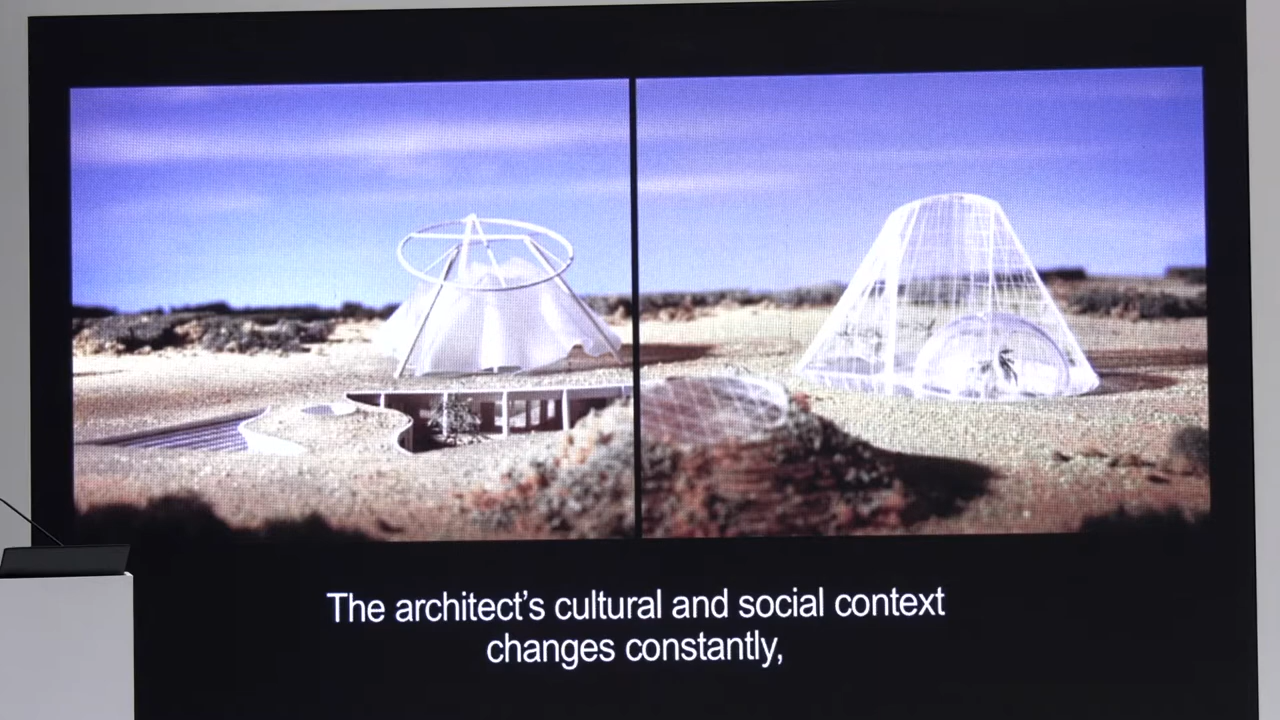 The architect’s cultural and social context
changes constantly,